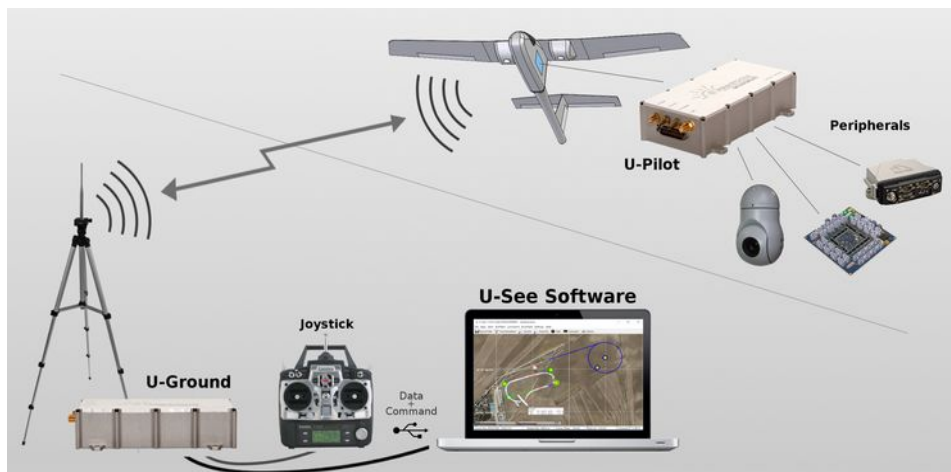 Peripherals
U-Pilot
U-See Software
Joystick
U-Ground
Data
+
Command